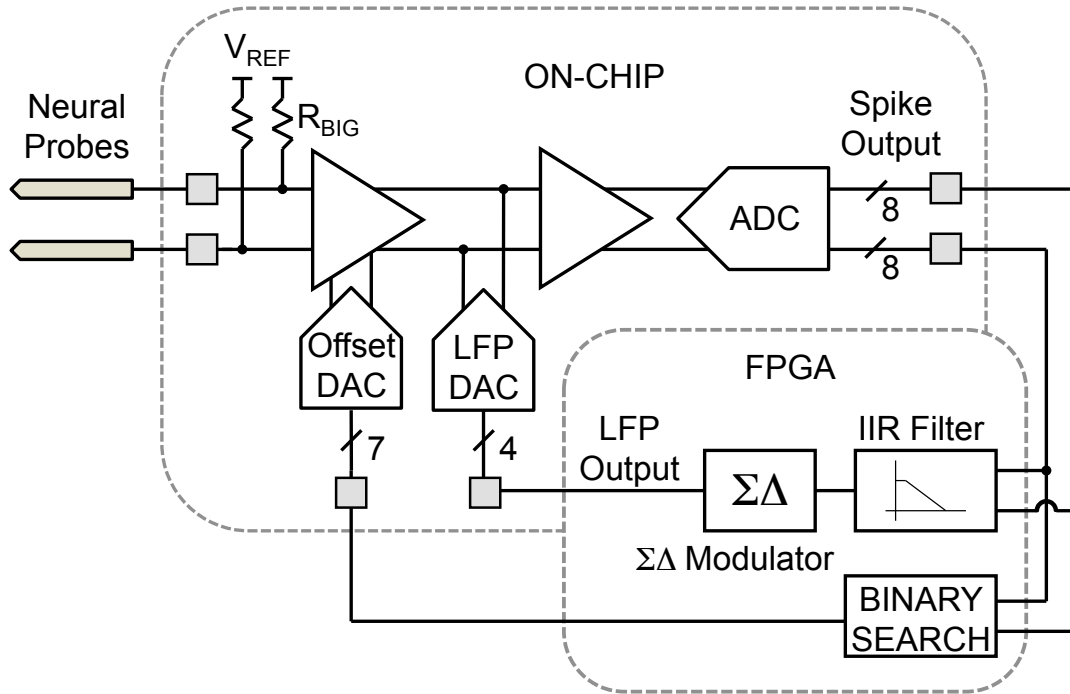 ON-CHIP
V_REF
R_BIG
Neural
Probes
Spike
Output
ADC
8
8
Offset
DAC
LFP
DAC
7
4
FPGA
LFP
Output
IIR Filter
ΣΔ
ΣΔ Modulator
BINARY
SEARCH